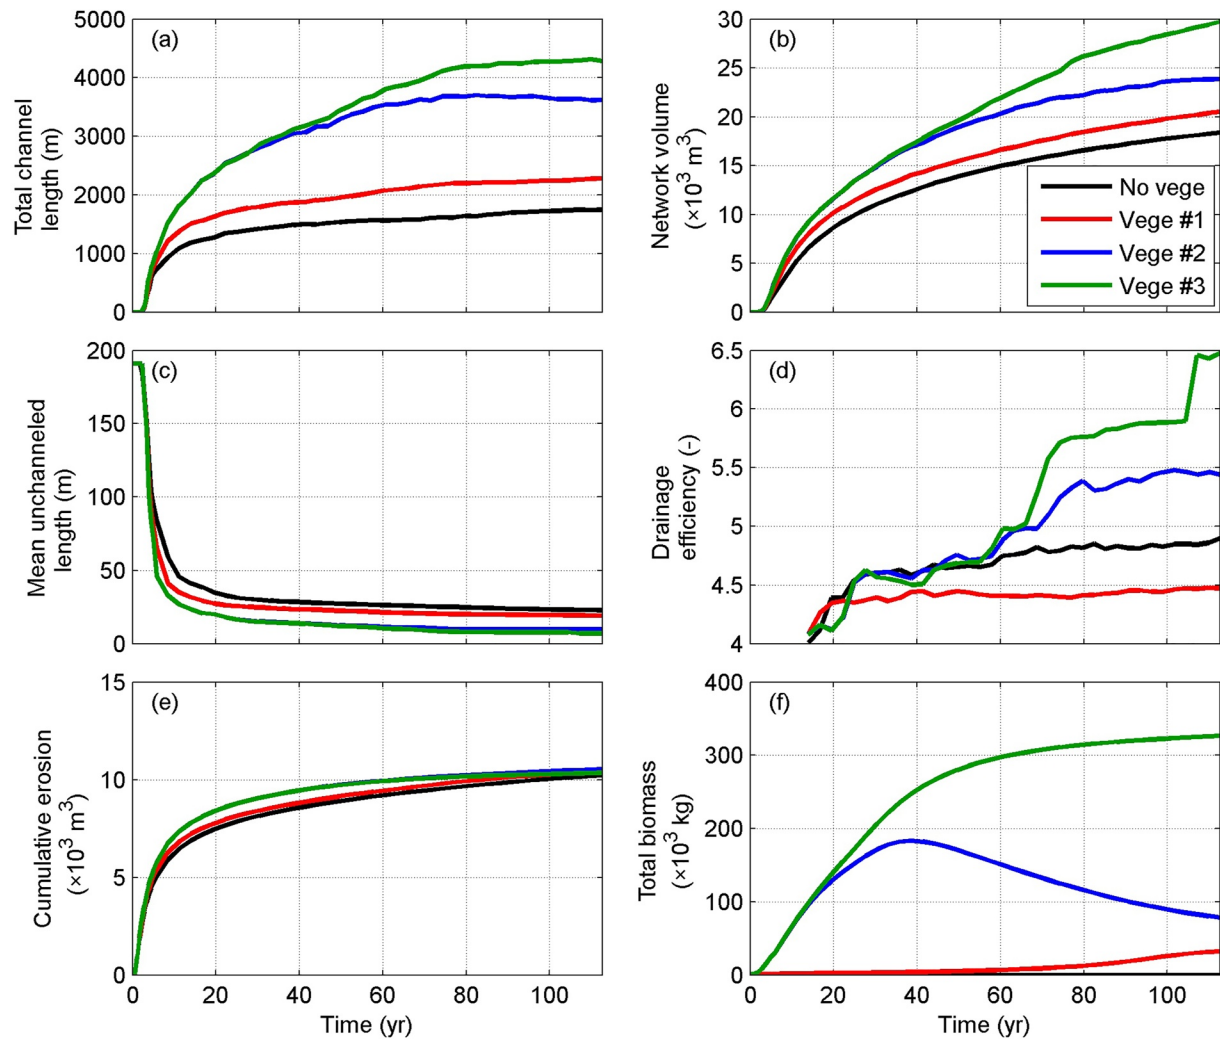 (a)
Total channel
length (m)
5000
4000
3000
2000
1000
0
(b)
Network volume
(×10³ m³)
30
25
20
15
10
5
0
No vege
Vege #1
Vege #2
Vege #3
(c)
Mean unchanneled
length (m)
200
150
100
50
0
(d)
Drainage
efficiency (-)
6.5
6
5.5
5
4.5
4
(e)
Cumulative erosion
(×10³ m³)
15
10
5
0
0 20 40 60 80 100
Time (yr)
(f)
Total biomass
(×10³ kg)
400
300
200
100
0
0 20 40 60 80 100
Time (yr)